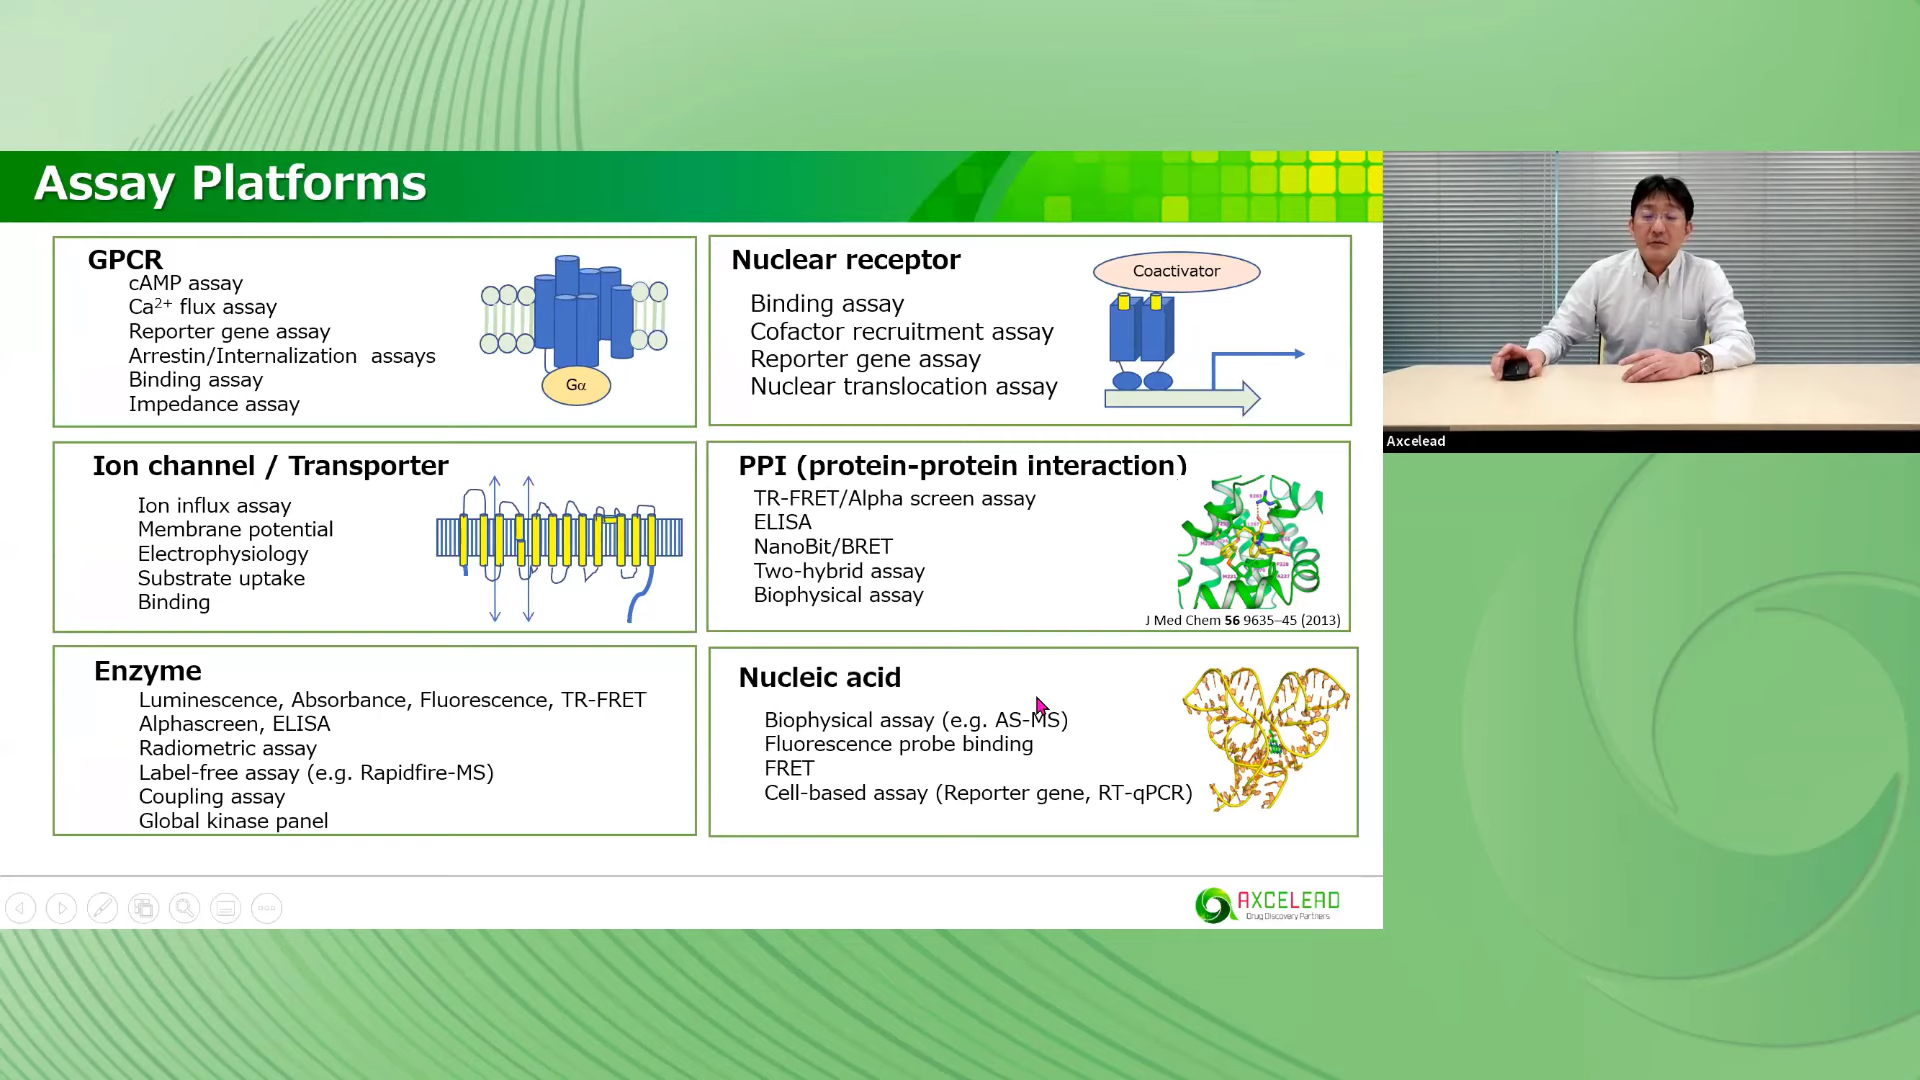 Assay Platforms
GPCR
cAMP assay
Ca²⁺ flux assay
Reporter gene assay
Arrestin/Internalization assays
Binding assay
Impedance assay
Gα
Nuclear receptor
Binding assay
Cofactor recruitment assay
Reporter gene assay
Nuclear translocation assay
Coactivator
Ion channel / Transporter
Ion influx assay
Membrane potential
Electrophysiology
Substrate uptake
Binding
PPI (protein-protein interaction)
TR-FRET/Alpha screen assay
ELISA
NanoBit/BRET
Two-hybrid assay
Biophysical assay
J Med Chem 56 9635–45 (2013)
Enzyme
Luminescence, Absorbance, Fluorescence, TR-FRET
Alphascreen, ELISA
Radiometric assay
Label-free assay (e.g. Rapidfire-MS)
Coupling assay
Global kinase panel
Nucleic acid
Biophysical assay (e.g. AS-MS)
Fluorescence probe binding
FRET
Cell-based assay (Reporter gene, RT-qPCR)
AXCELEAD
Drug Discovery Partners
Axcelead